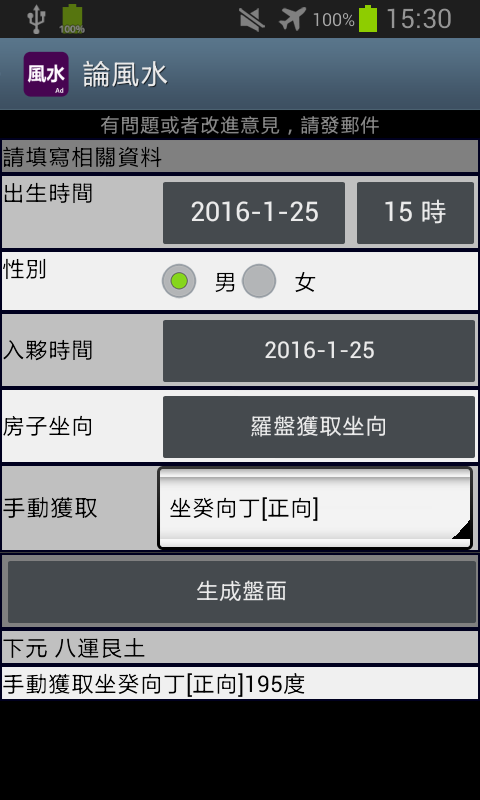 100%
100%
15:30
風水
Ad
論風水
有問題或者改進意見，請發郵件
請填寫相關資料
出生時間
2016-1-25
15 時
性別
男
女
入夥時間
2016-1-25
房子坐向
羅盤獲取坐向
手動獲取
坐癸向丁[正向]
生成盤面
下元 八運艮土
手動獲取坐癸向丁[正向]195度